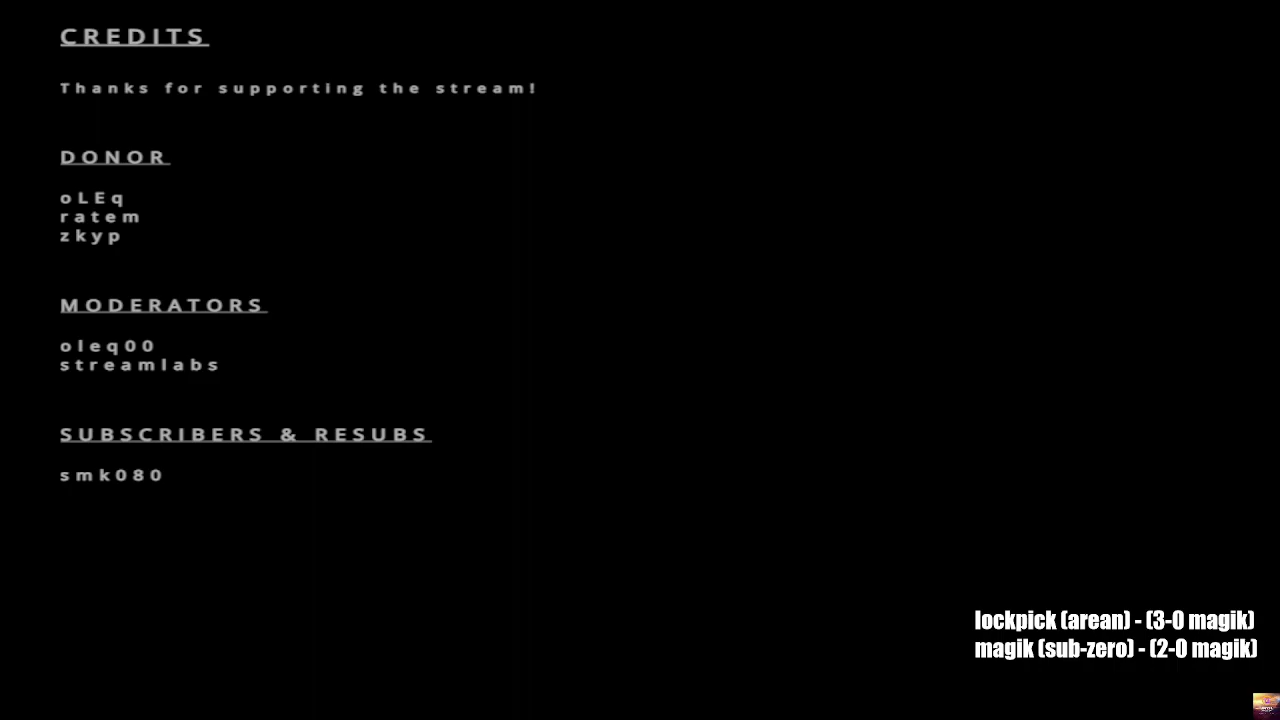 CREDITS
Thanks for supporting the stream!
DONOR
oLEq
ratem
zkyp
MODERATORS
oleq00
streamlabs
SUBSCRIBERS & RESUBS
smk080
lockpick (arean) - (3-0 magik)
magik (sub-zero) - (2-0 magik)